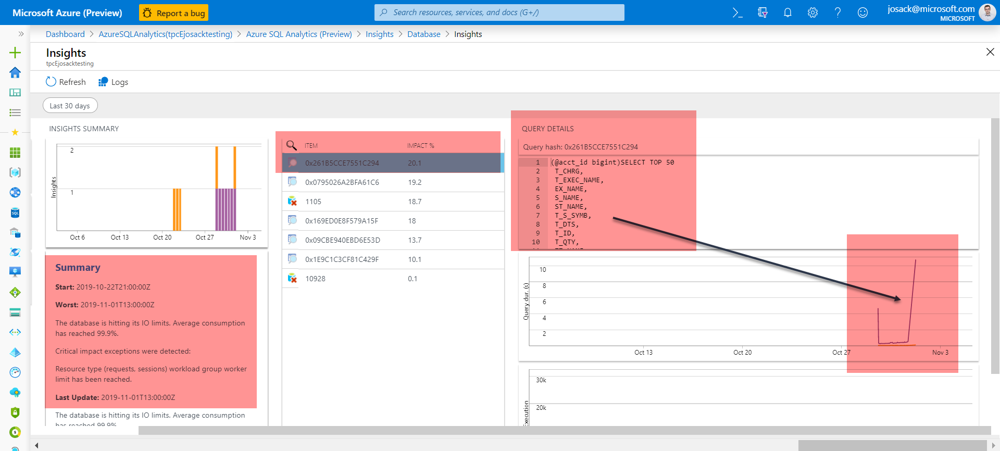 Microsoft Azure (Preview)
Report a bug
Search resources, services, and docs (G+/)
josack@microsoft.com
MICROSOFT
Dashboard > AzureSQLAnalytics(tpcEjosacktesting) > Azure SQL Analytics (Preview) > Insights > Database > Insights
Insights
tpcEjosacktesting
Refresh
Logs
Last 30 days
INSIGHTS SUMMARY
2
1
Insights
Oct 6
Oct 13
Oct 20
Oct 27
Nov 3
Summary
Start: 2019-10-22T21:00:00Z
Worst: 2019-11-01T13:00:00Z
The database is hitting its IO limits. Average consumption
has reached 99.9%.
Critical impact exceptions were detected:
Resource type (requests, sessions) workload group worker
limit has been reached.
Last Update: 2019-11-01T13:00:00Z
The database is hitting its IO limits. Average consumption
has reached 99.9%.
ITEM IMPACT %
0x261B5CCE7551C294 20.1
0x0795026A2BFA61C6 19.2
1105 18.7
0x169ED0E8F579A15F 18
0x09CBE940EBD6E53D 13.7
0x1E9C1C3CF81C429F 10.1
10928 0.1
QUERY DETAILS
Query hash: 0x261B5CCE7551C294
1 (@acct_id bigint)SELECT TOP 50
2 T_CHRG,
3 T_EXEC_NAME,
4 EX_NAME,
5 S_NAME,
6 ST_NAME,
7 T_S_SYMB,
8 T_DTS,
9 T_ID,
10 T_QTY,
10
8
6
4
2
Query dur. (s)
Oct 13
Oct 20
Oct 27
Nov 3
30k
20k
Execution
SQL